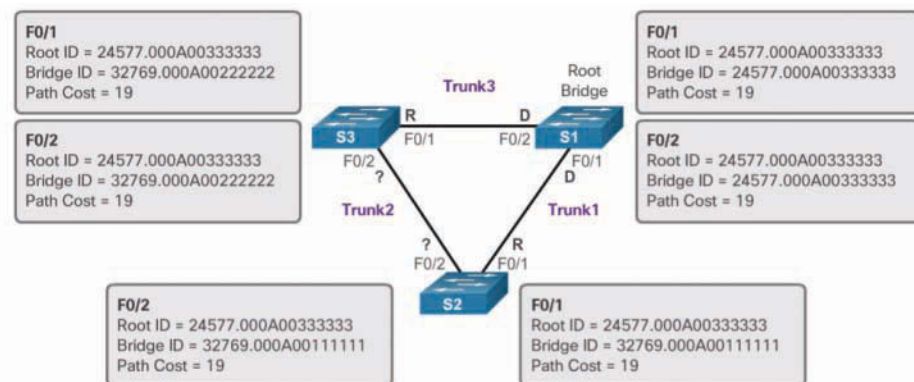 F0/1
Root ID = 24577.000A00333333
Bridge ID = 32769.000A00222222
Path Cost = 19
F0/1
Root ID = 24577.000A00333333
Bridge ID = 24577.000A00333333
Path Cost = 19
Root
Bridge
Trunk3
R
D
S3
F0/1
F0/2
S1
F0/2
Root ID = 24577.000A00333333
Bridge ID = 32769.000A00222222
Path Cost = 19
F0/2
?
F0/1
D
F0/2
Root ID = 24577.000A00333333
Bridge ID = 24577.000A00333333
Path Cost = 19
Trunk2
Trunk1
?
R
F0/2
F0/1
S2
F0/2
Root ID = 24577.000A00333333
Bridge ID = 32769.000A00111111
Path Cost = 19
F0/1
Root ID = 24577.000A00333333
Bridge ID = 32769.000A00111111
Path Cost = 19